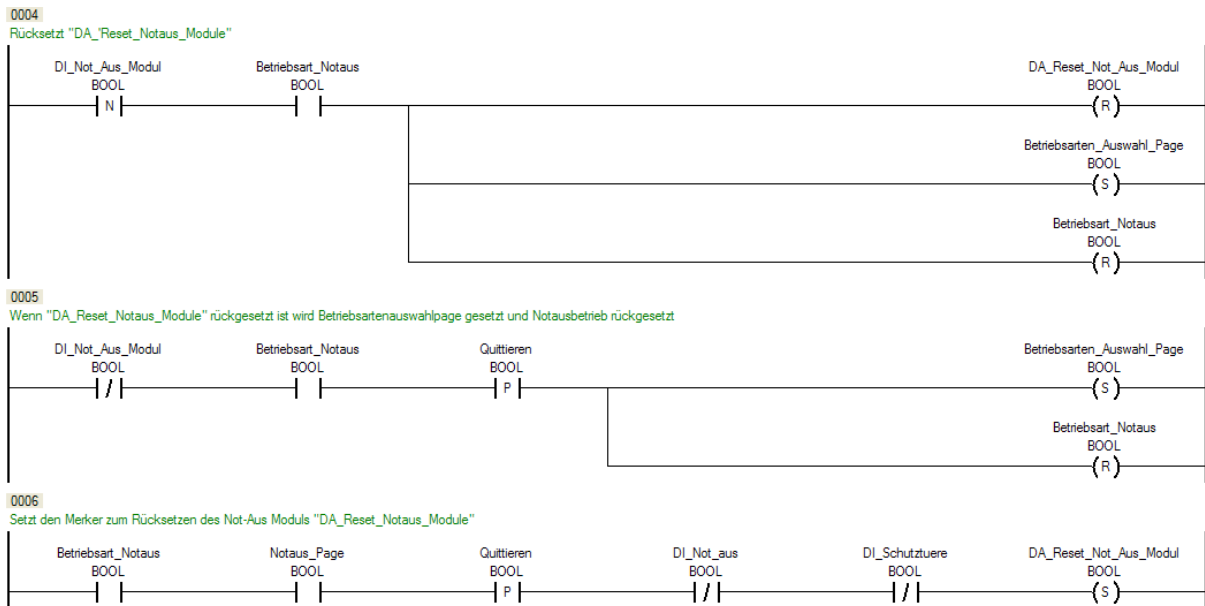 0004
Rücksetzt "DA_'Reset_Notaus_Module"
DI_Not_Aus_Modul Betriebsart_Notaus DA_Reset_Not_Aus_Modul
BOOL BOOL BOOL
N R
Betriebsarten_Auswahl_Page
BOOL
S
Betriebsart_Notaus
BOOL
R
0005
Wenn "DA_Reset_Notaus_Module" rückgesetzt ist wird Betriebsartenauswahlpage gesetzt und Notausbetrieb rückgesetzt
DI_Not_Aus_Modul Betriebsart_Notaus Quittieren Betriebsarten_Auswahl_Page
BOOL BOOL BOOL BOOL
/ P S
Betriebsart_Notaus
BOOL
R
0006
Setzt den Merker zum Rücksetzen des Not-Aus Moduls "DA_Reset_Notaus_Module"
Betriebsart_Notaus Notaus_Page Quittieren DI_Not_aus DI_Schutztuere DA_Reset_Not_Aus_Modul
BOOL BOOL BOOL BOOL BOOL BOOL
P / / S